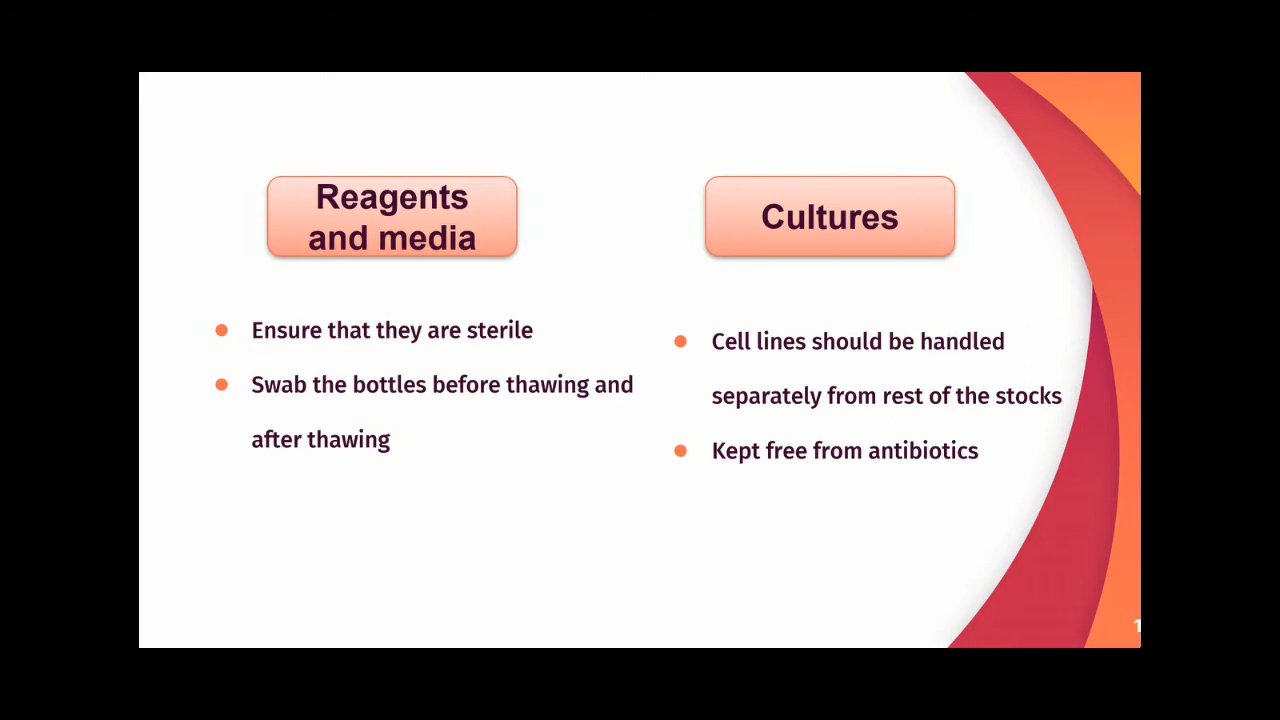 Reagents
and media
Ensure that they are sterile
Swab the bottles before thawing and
after thawing
Cultures
Cell lines should be handled
separately from rest of the stocks
Kept free from antibiotics